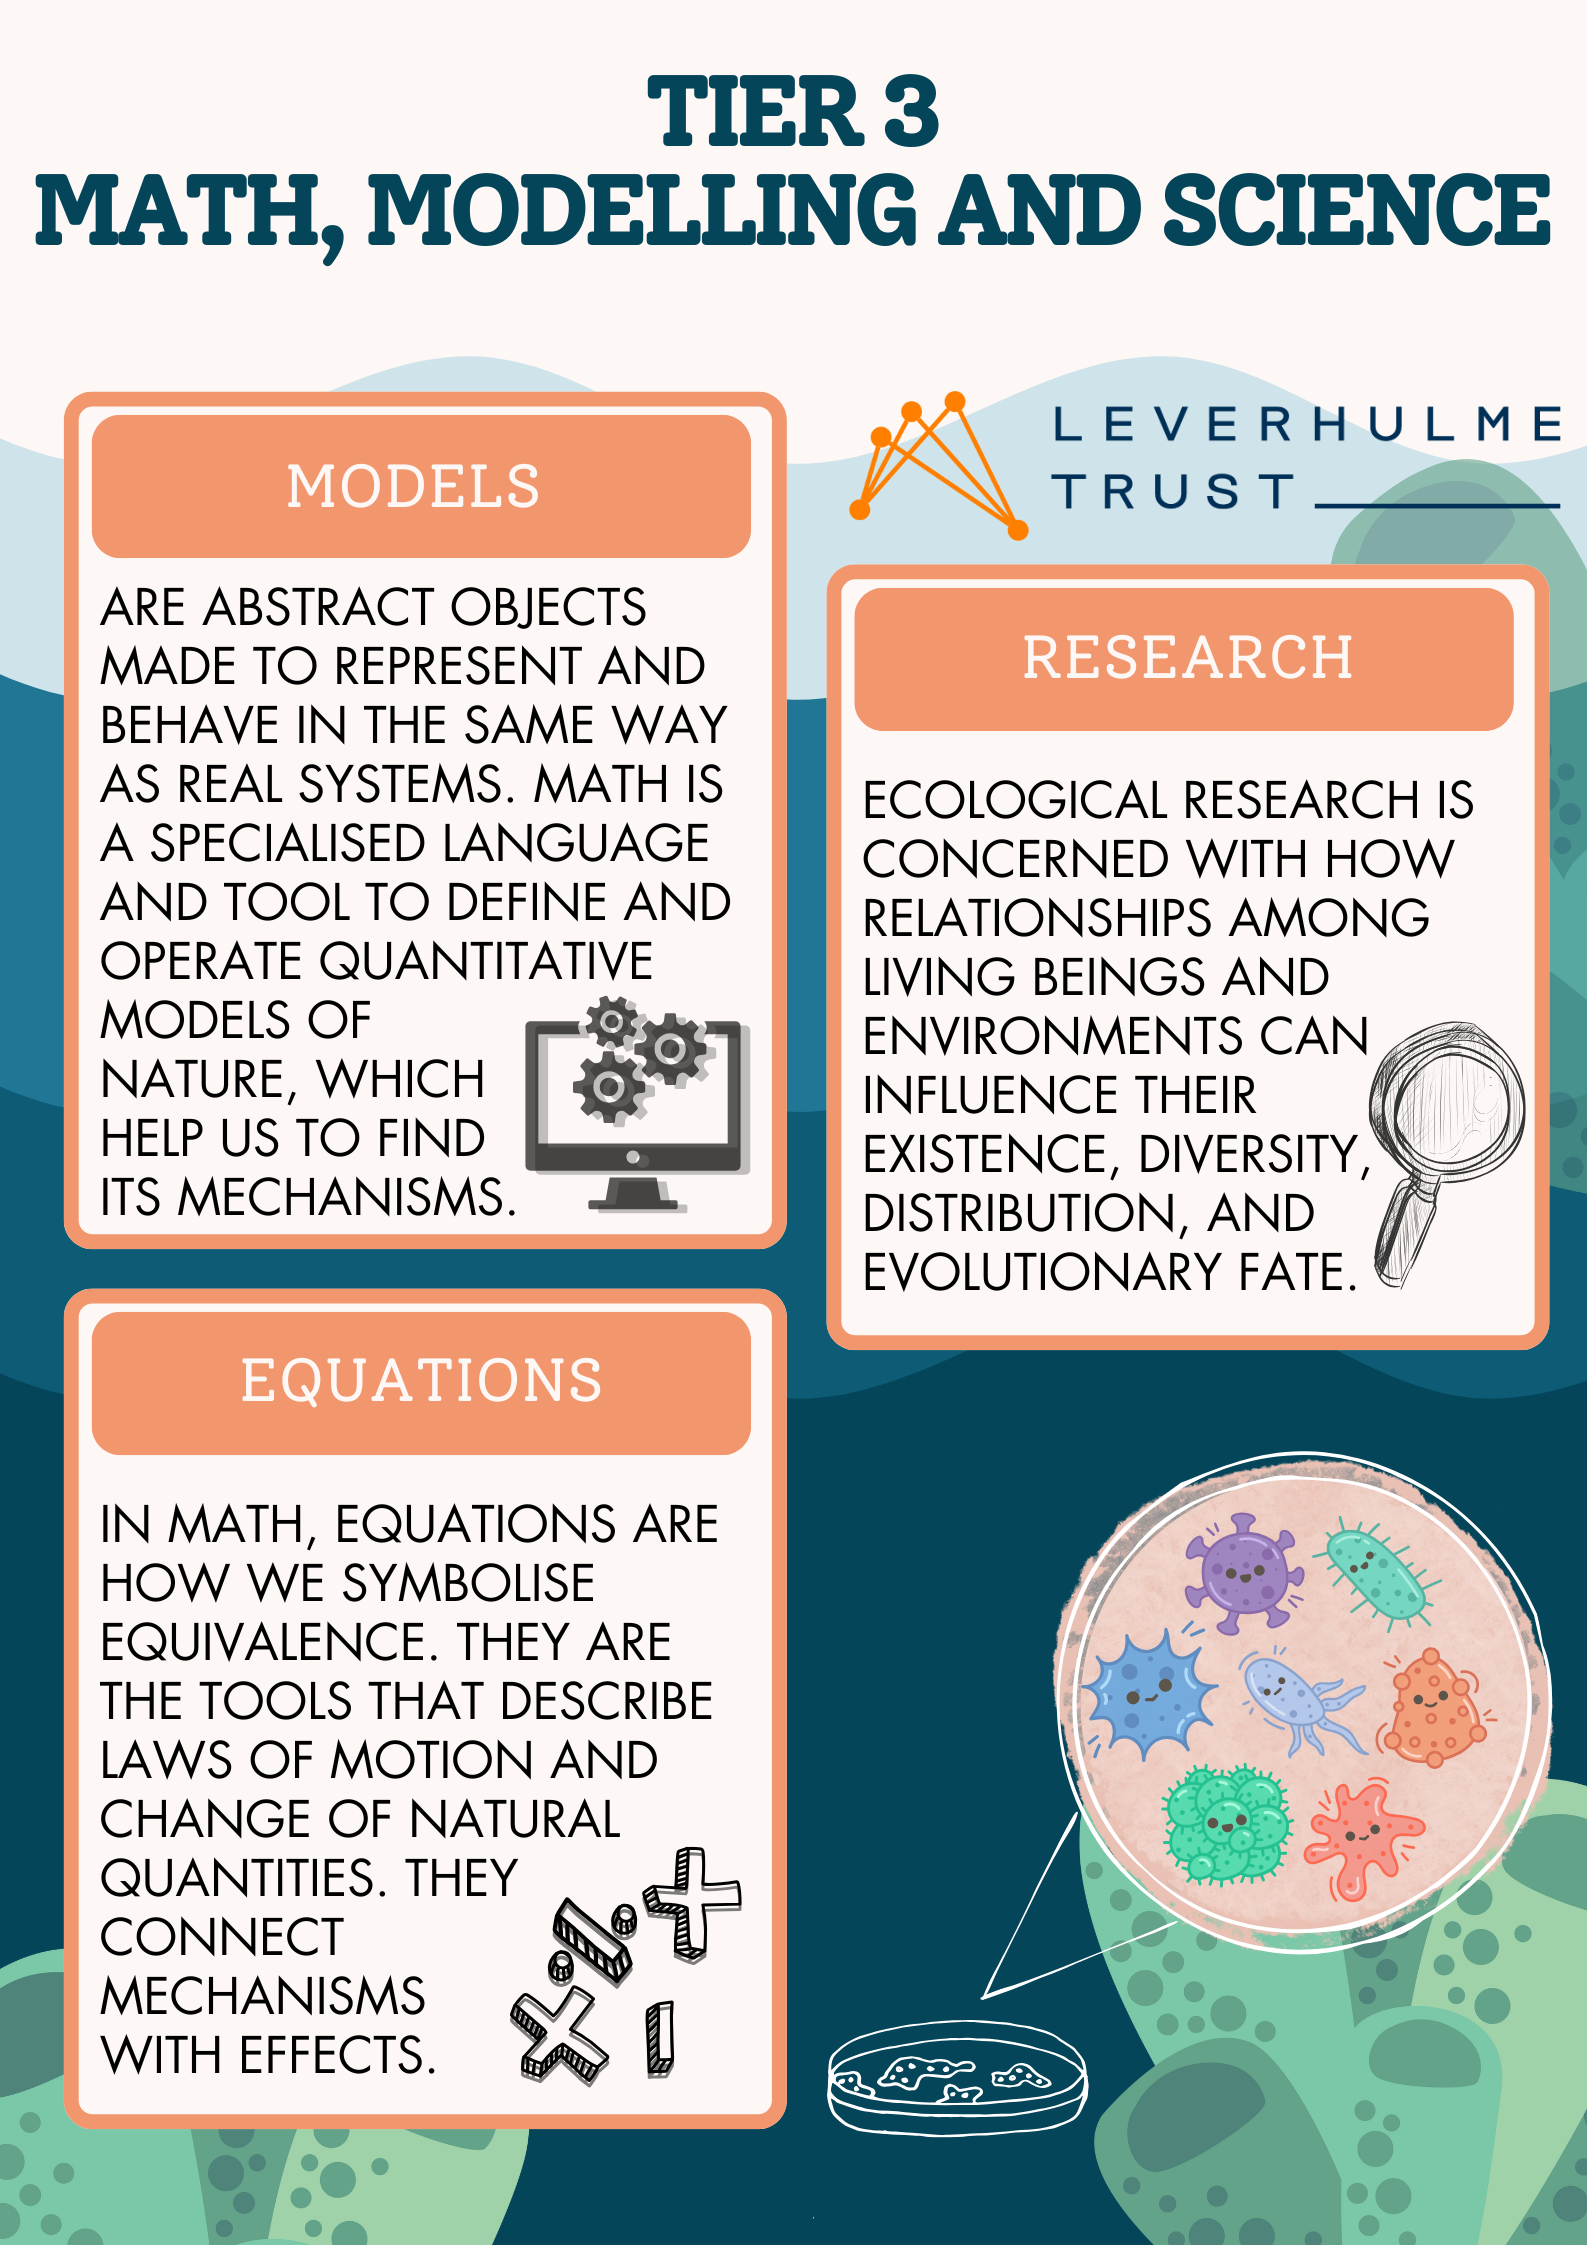 TIER 3
MATH, MODELLING AND SCIENCE
MODELS
ARE ABSTRACT OBJECTS
MADE TO REPRESENT AND
BEHAVE IN THE SAME WAY
AS REAL SYSTEMS. MATH IS
A SPECIALISED LANGUAGE
AND TOOL TO DEFINE AND
OPERATE QUANTITATIVE
MODELS OF
NATURE, WHICH
HELP US TO FIND
ITS MECHANISMS.
LEVERHULME
TRUST
RESEARCH
ECOLOGICAL RESEARCH IS
CONCERNED WITH HOW
RELATIONSHIPS AMONG
LIVING BEINGS AND
ENVIRONMENTS CAN
INFLUENCE THEIR
EXISTENCE, DIVERSITY,
DISTRIBUTION, AND
EVOLUTIONARY FATE.
EQUATIONS
IN MATH, EQUATIONS ARE
HOW WE SYMBOLISE
EQUIVALENCE. THEY ARE
THE TOOLS THAT DESCRIBE
LAWS OF MOTION AND
CHANGE OF NATURAL
QUANTITIES. THEY
CONNECT
MECHANISMS
WITH EFFECTS.